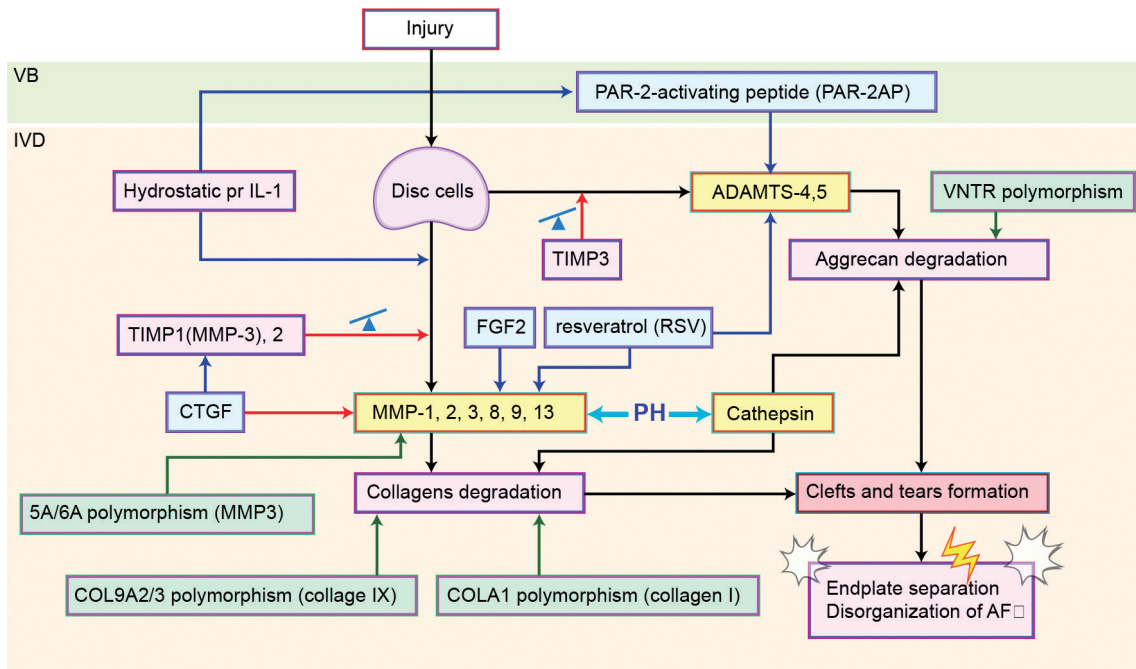 Injury
VB
PAR-2-activating peptide (PAR-2AP)
IVD
Hydrostatic pr IL-1
Disc cells
ADAMTS-4,5
VNTR polymorphism
TIMP3
Aggrecan degradation
TIMP1(MMP-3), 2
FGF2
resveratrol (RSV)
CTGF
MMP-1, 2, 3, 8, 9, 13
PH
Cathepsin
5A/6A polymorphism (MMP3)
Collagens degradation
Clefts and tears formation
COL9A2/3 polymorphism (collage IX)
COLA1 polymorphism (collagen I)
Endplate separation
Disorganization of AF□